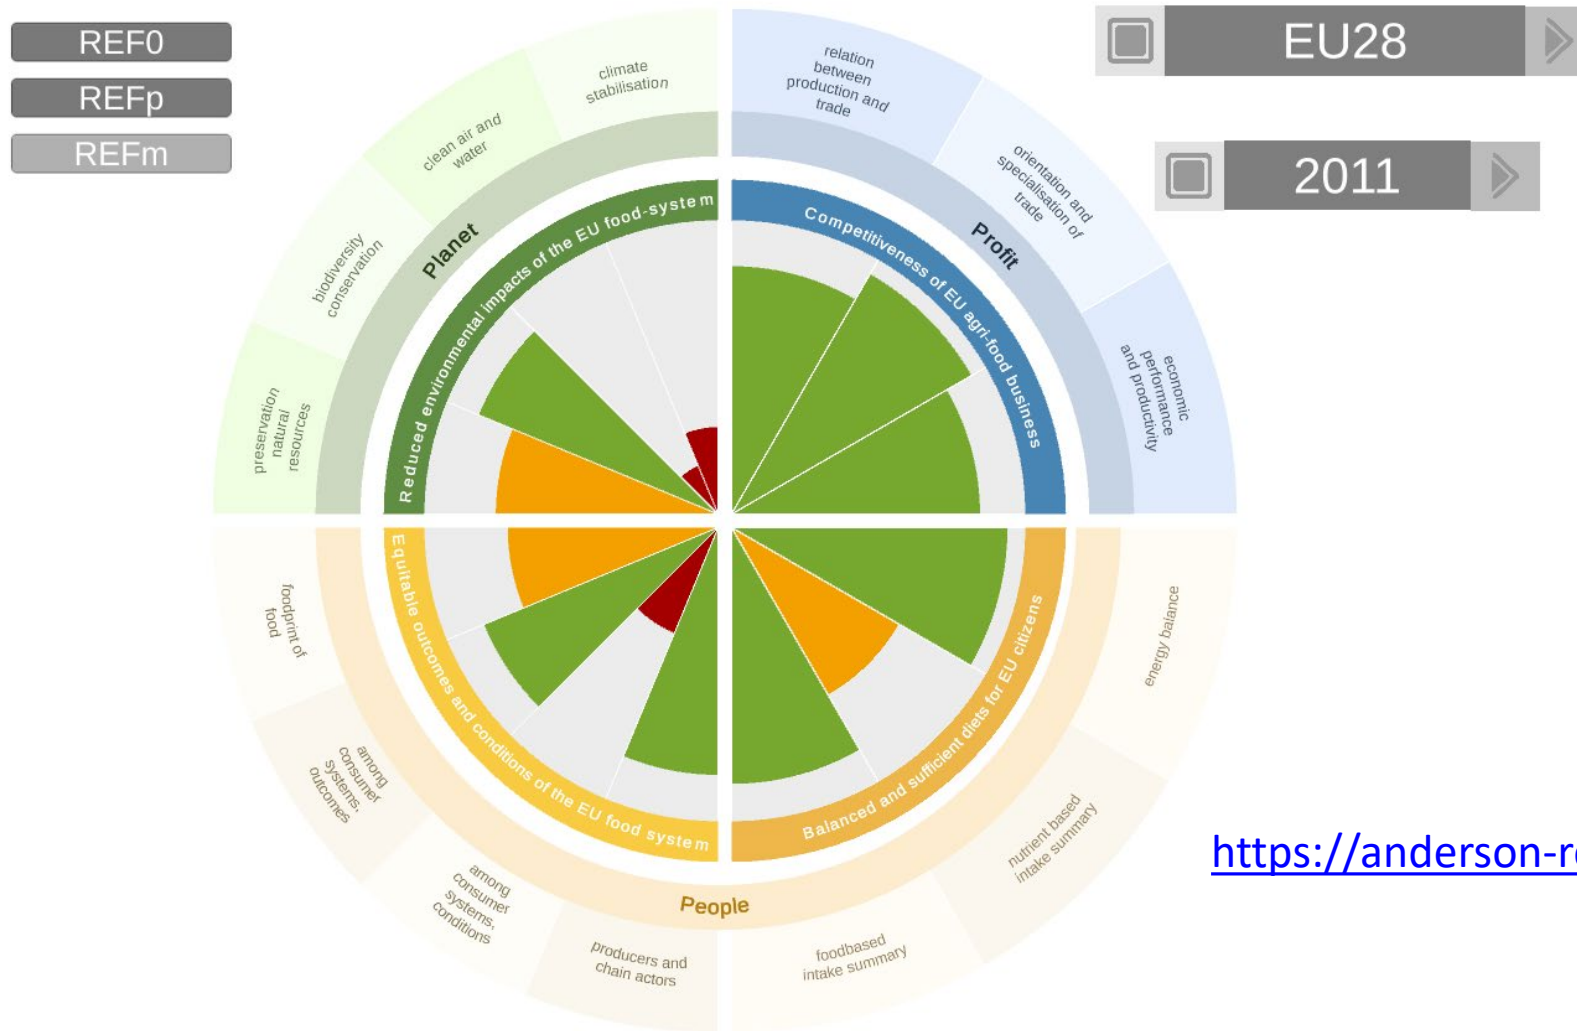 REF0
REFp
REFm
EU28
2011
climate
stabilisation
clean air and
water
biodiversity
conservation
preservation
natural
resources
Planet
Reduced environmental impacts of the EU food-system
relation
between
production and
trade
orientation and
specialisation of
trade
economic
performance
and productivity
Profit
Competitiveness of EU agri-food business
foodprint of
food
among
consumer
systems,
outcomes
among
consumer
systems,
conditions
producers and
chain actors
Equitable outcomes and conditions of the EU food system
People
energy balance
nutrient based
intake summary
foodbased
intake summary
Balanced and sufficient diets for EU citizens
https://anderson-r